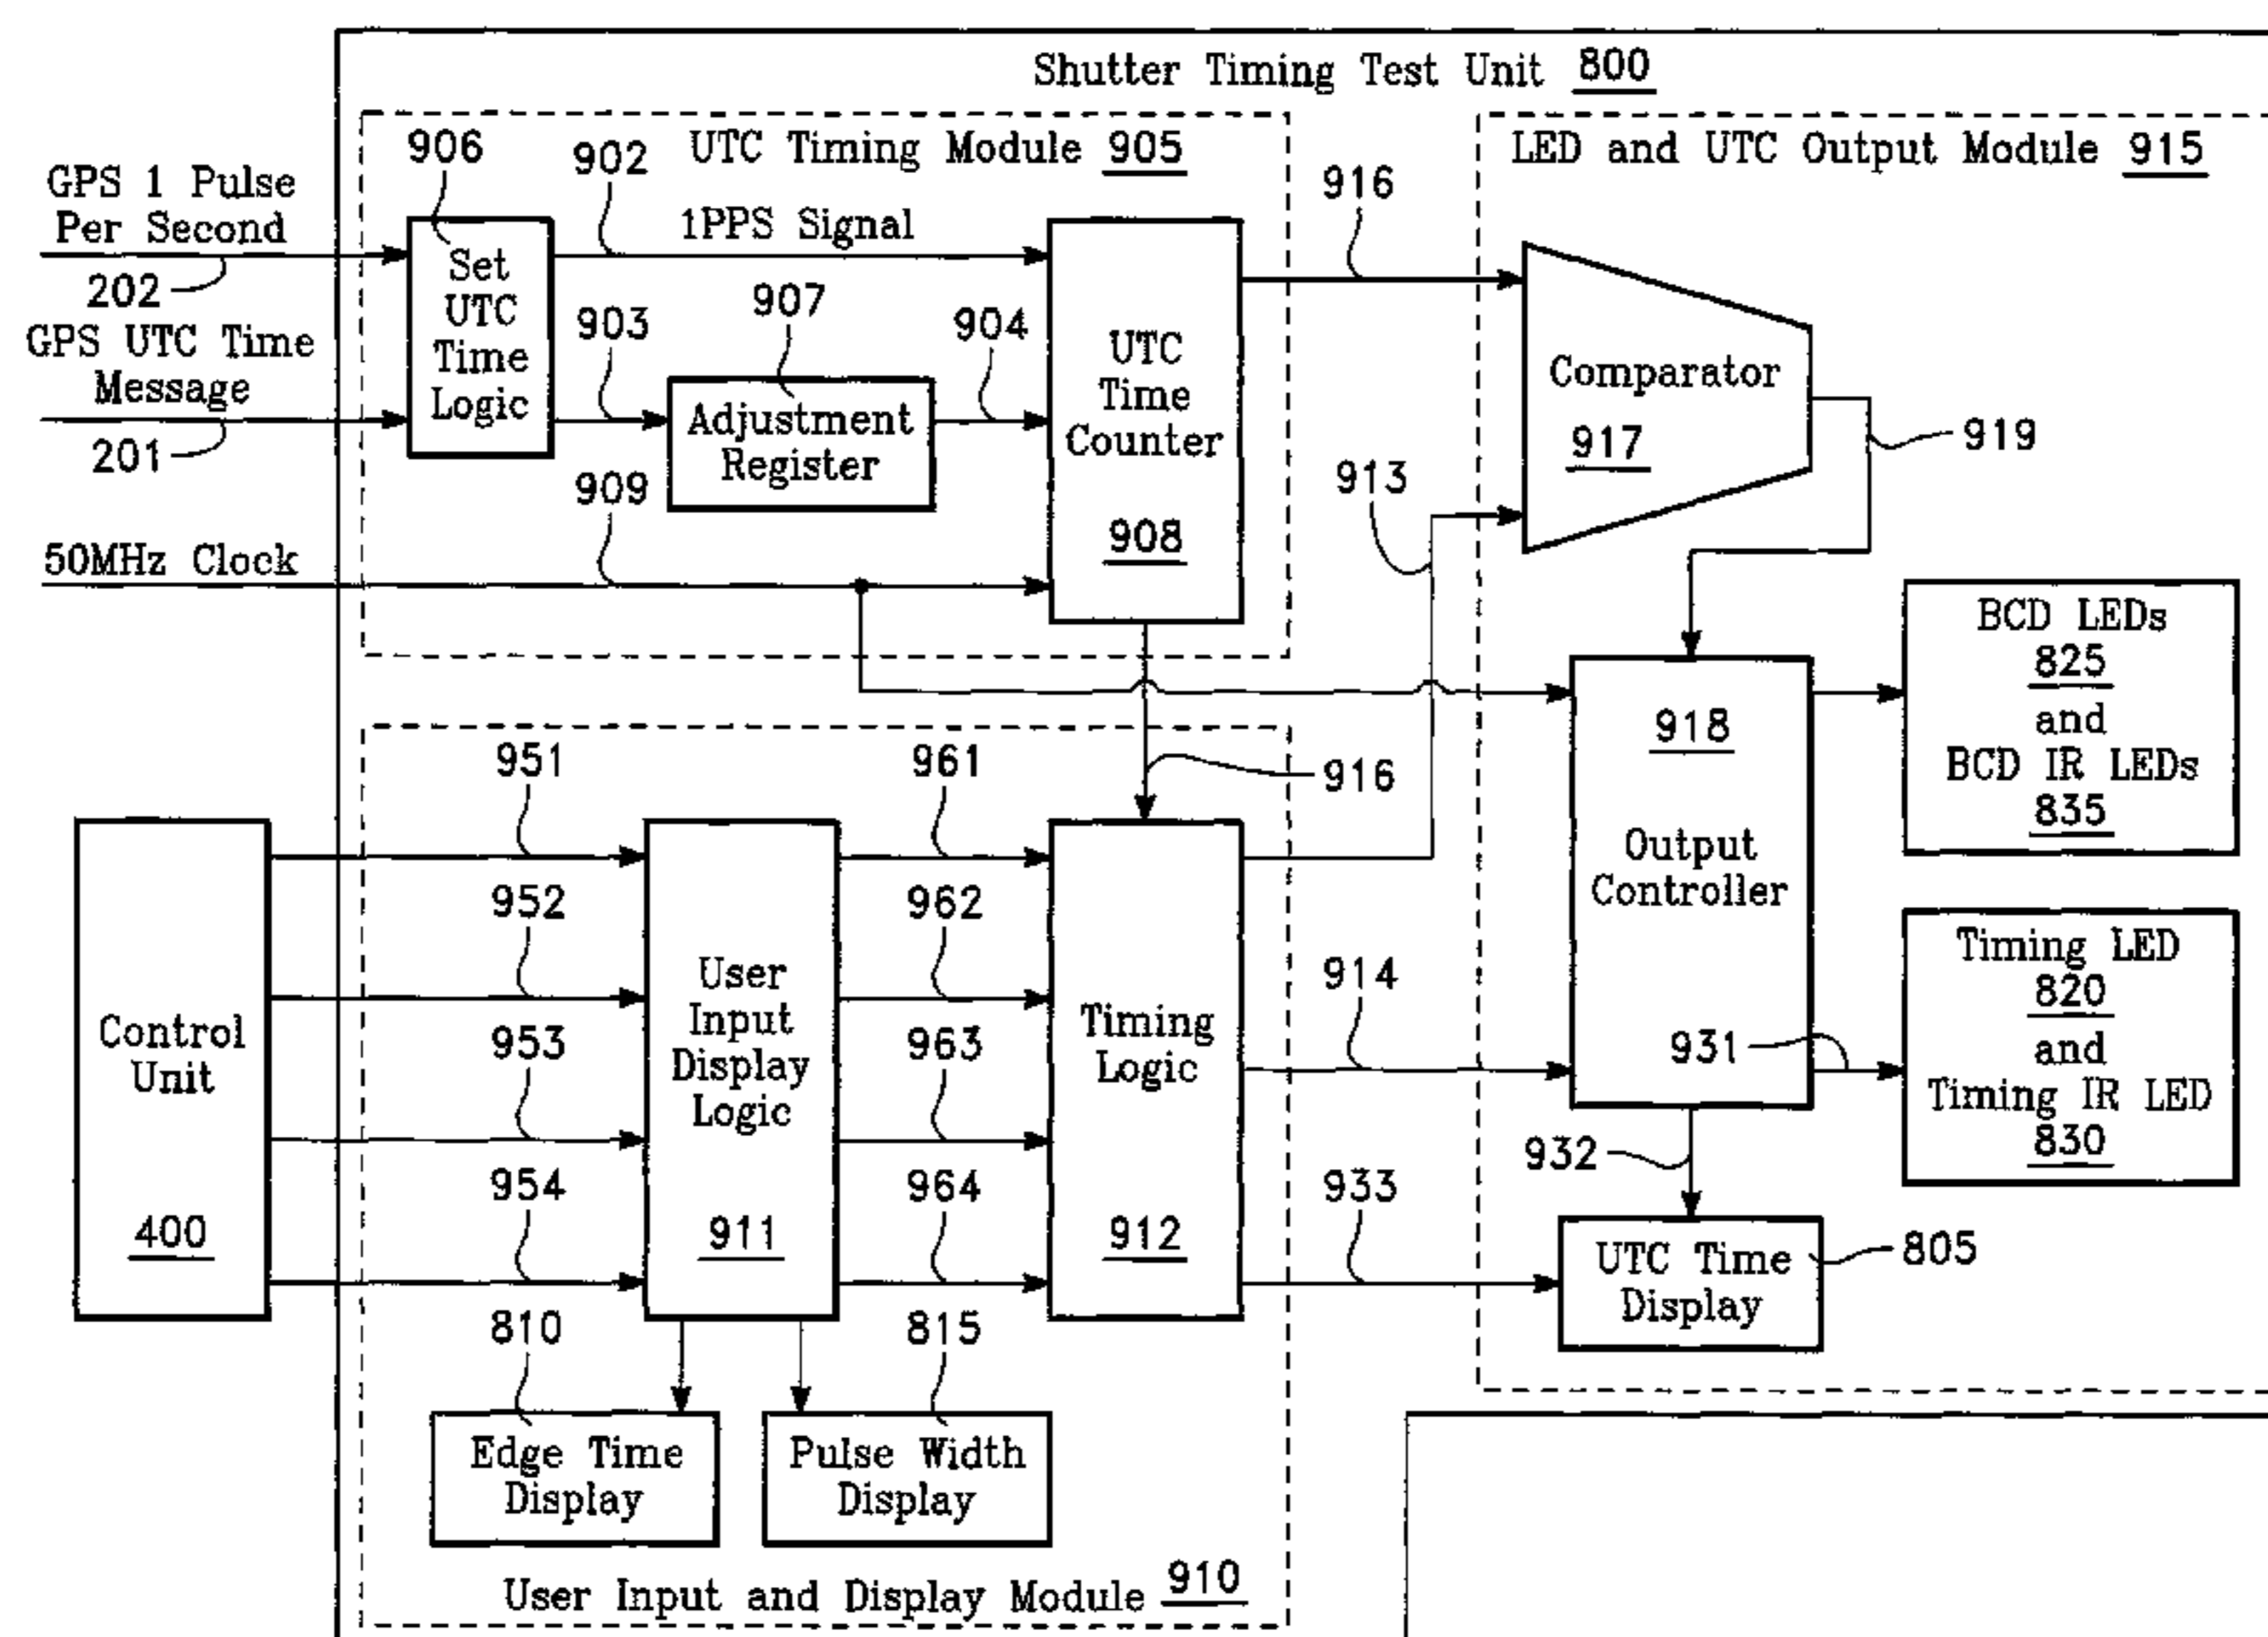 Shutter Timing Test Unit 800
906
902
UTC Timing Module 905
916
LED and UTC Output Module 915
GPS 1 Pulse
Per Second
202
1PPS Signal
Set
UTC
Time
Logic
GPS UTC Time
Message
201
903
907
904
Adjustment
Register
UTC
Time
Counter
908
Comparator
917
919
913
909
50MHz Clock
BCD LEDs
825
and
BCD IR LEDs
835
918
Output
Controller
916
951
961
952
962
953
963
954
964
Control
Unit
400
User
Input
Display
Logic
911
Timing
Logic
912
914
931
Timing LED
820
and
Timing IR LED
830
932
933
UTC Time
Display
805
810
815
Edge Time
Display
Pulse Width
Display
User Input and Display Module 910